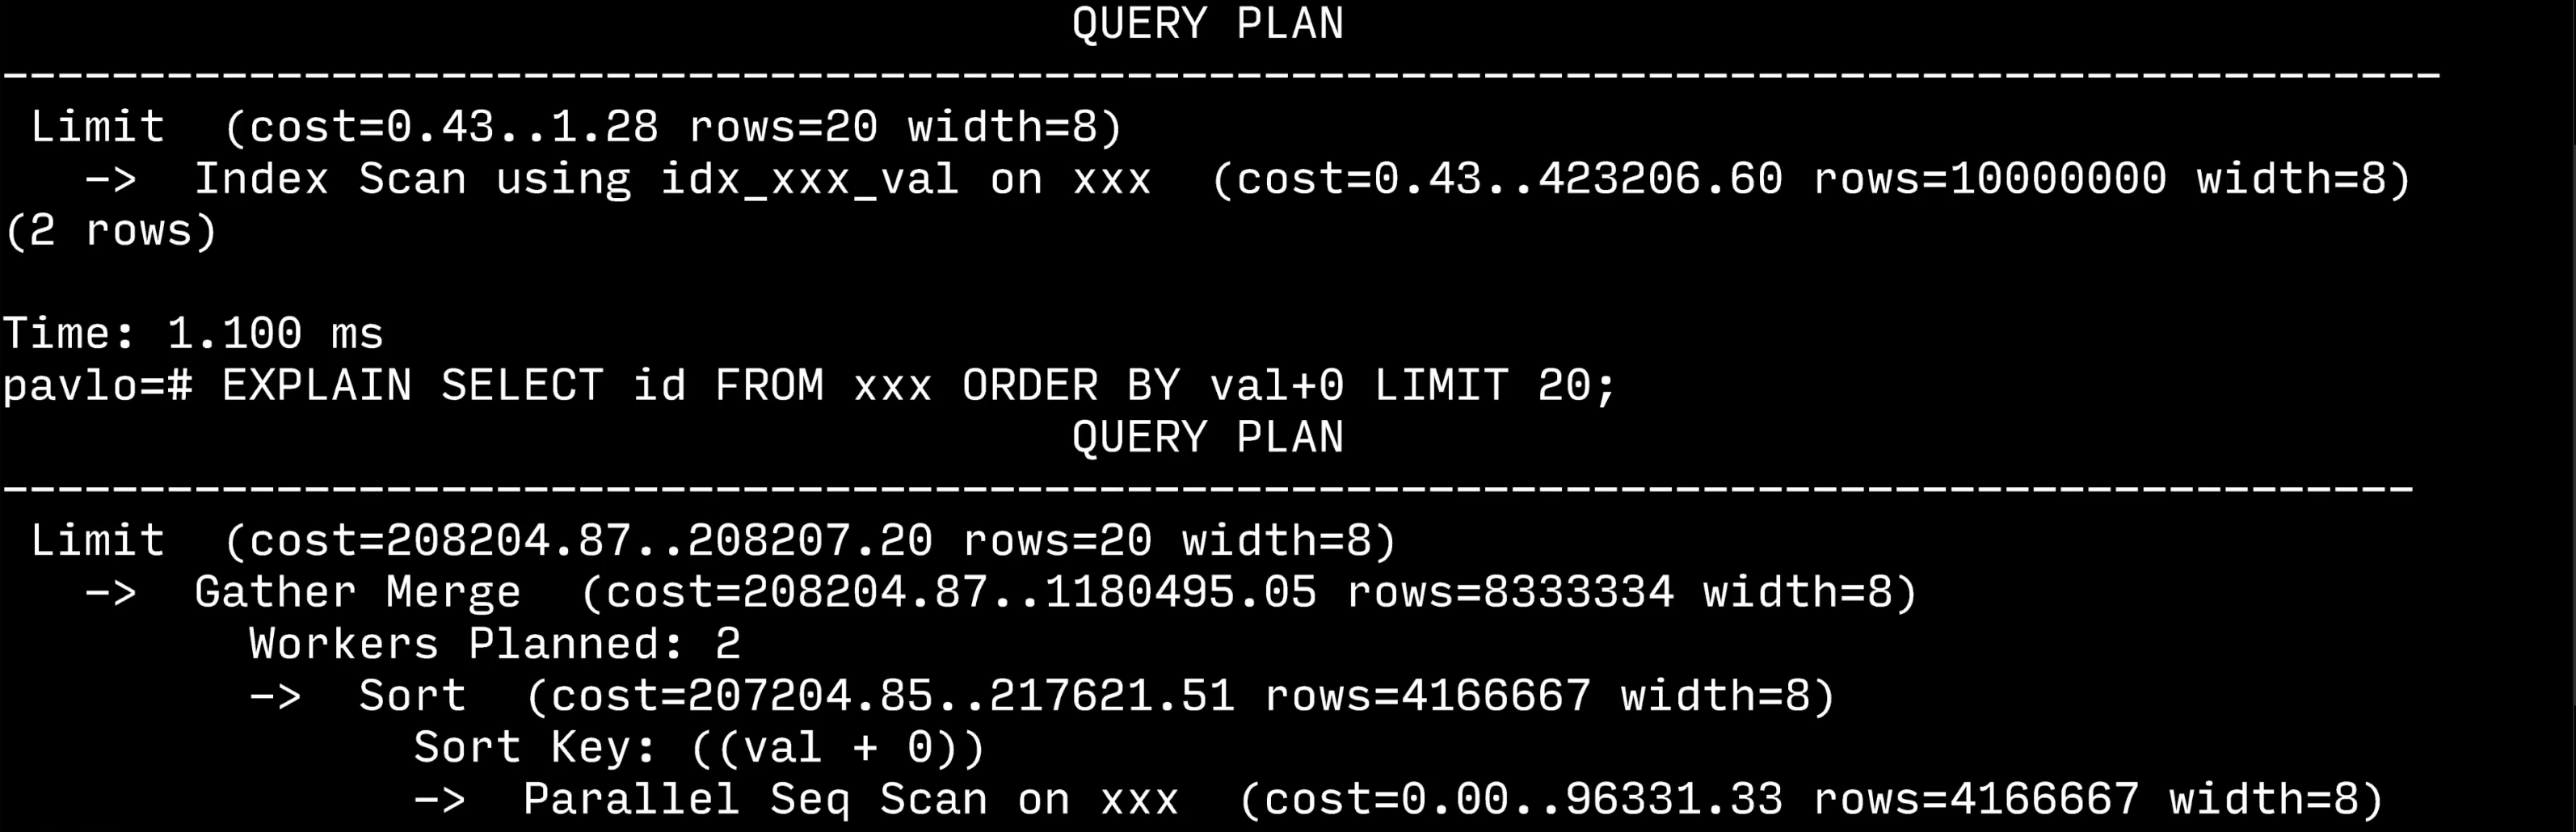 QUERY PLAN
-----------------------------------------------------------------------------------------
 Limit  (cost=0.43..1.28 rows=20 width=8)
   ->  Index Scan using idx_xxx_val on xxx  (cost=0.43..423206.60 rows=10000000 width=8)
(2 rows)
Time: 1.100 ms
pavlo=# EXPLAIN SELECT id FROM xxx ORDER BY val+0 LIMIT 20;
QUERY PLAN
----------------------------------------------------------------------------------------
 Limit  (cost=208204.87..208207.20 rows=20 width=8)
   ->  Gather Merge  (cost=208204.87..1180495.05 rows=8333334 width=8)
         Workers Planned: 2
         ->  Sort  (cost=207204.85..217621.51 rows=4166667 width=8)
               Sort Key: ((val + 0))
               ->  Parallel Seq Scan on xxx  (cost=0.00..96331.33 rows=4166667 width=8)